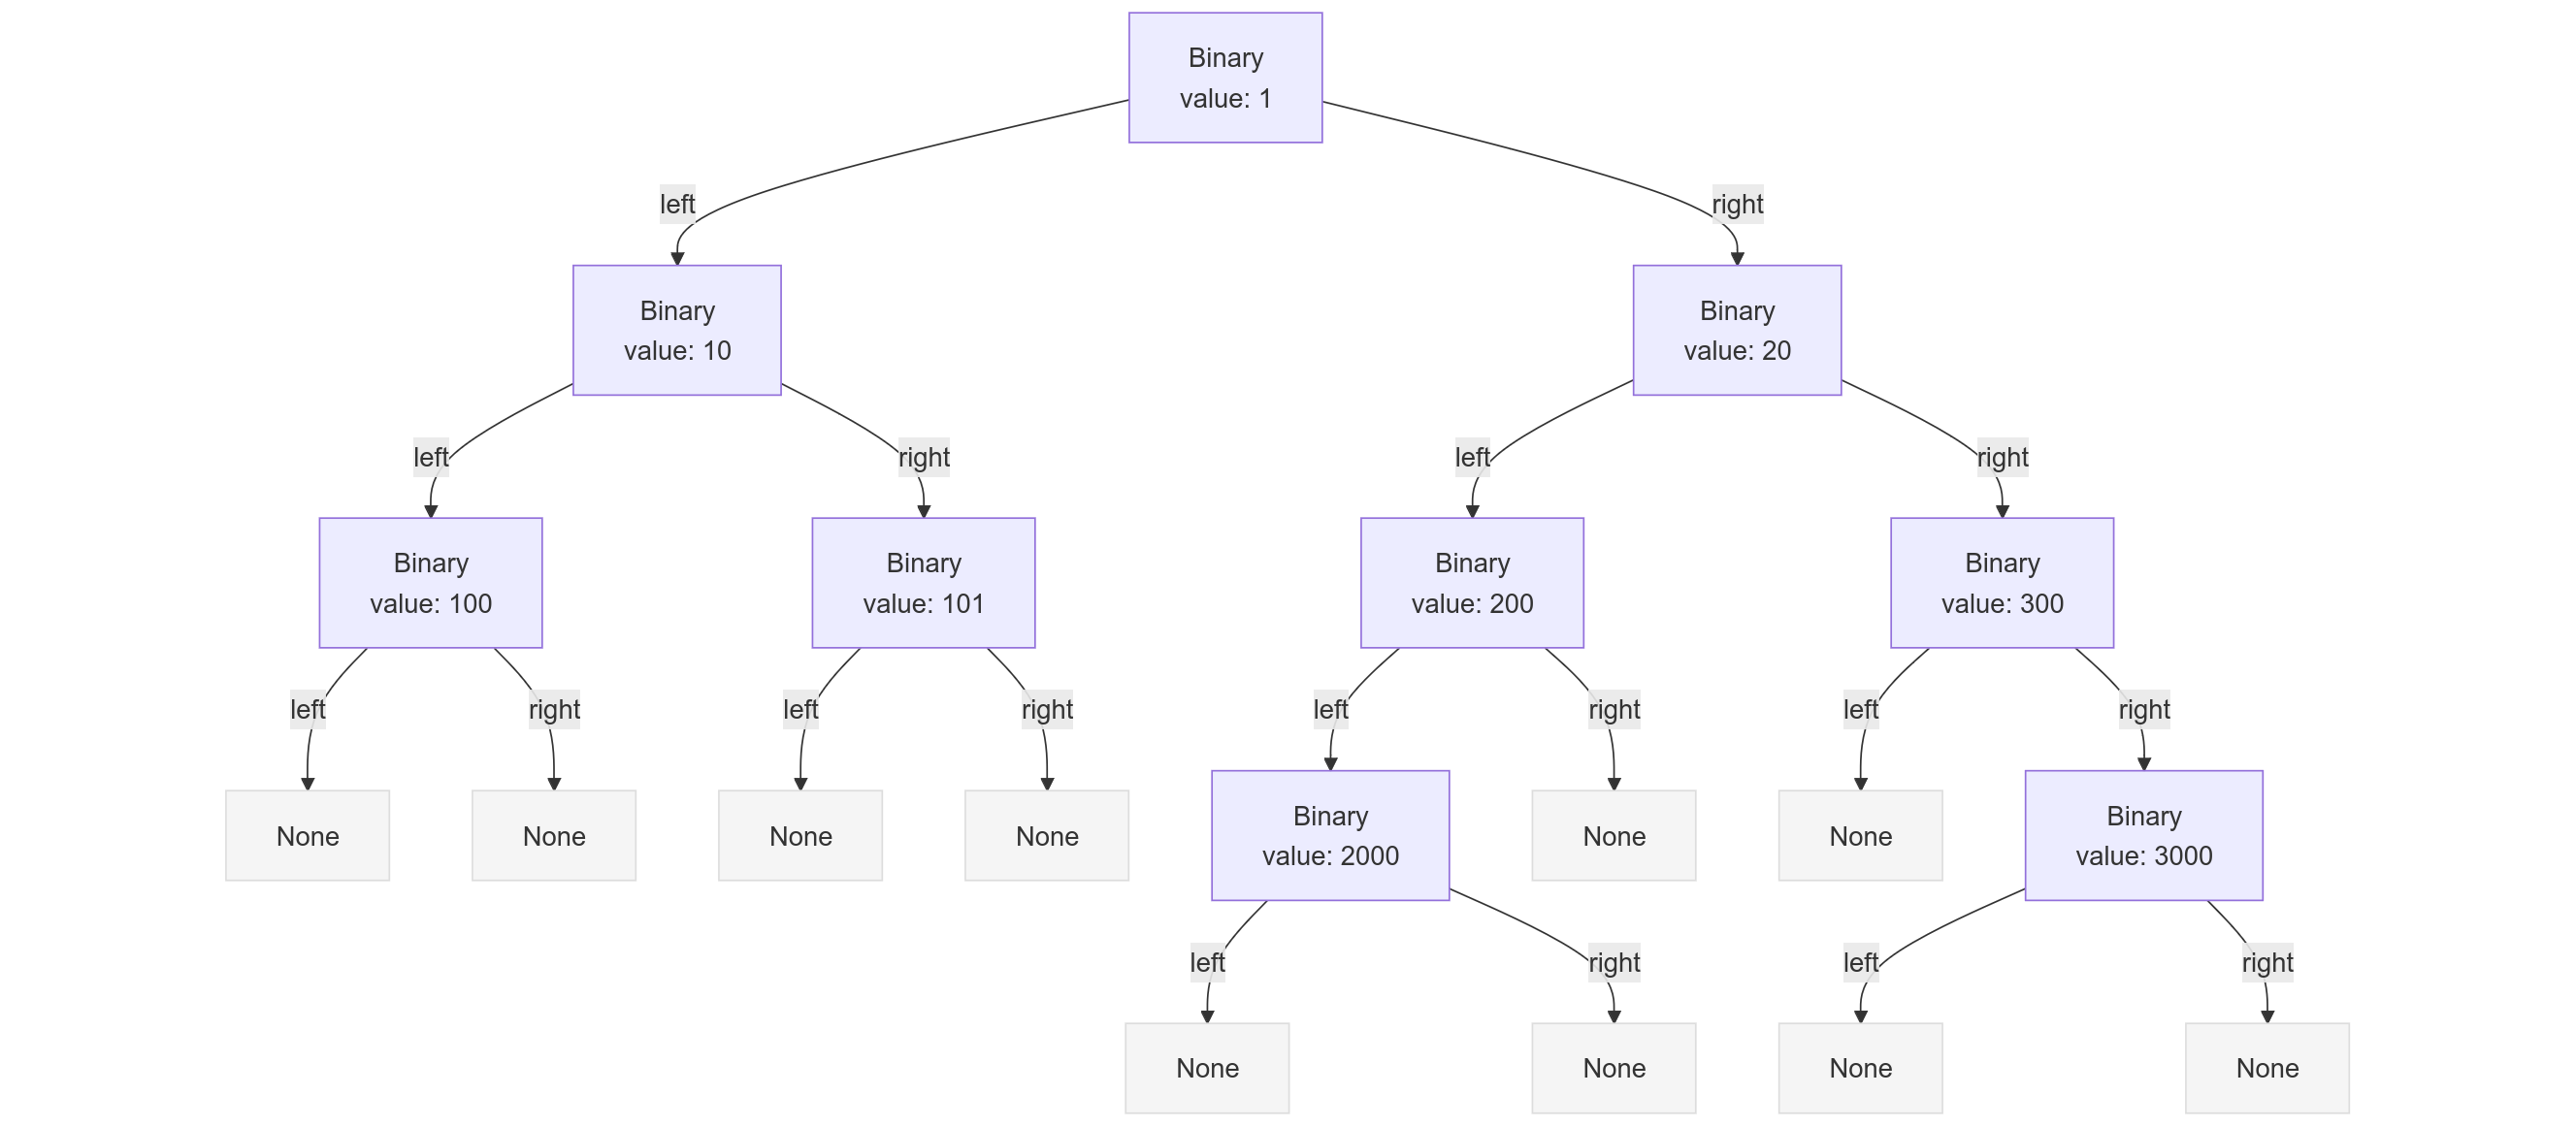 Binary
value: 1
left
right
Binary
value: 10
Binary
value: 20
left
right
left
right
Binary
value: 100
Binary
value: 101
Binary
value: 200
Binary
value: 300
left
right
left
right
left
right
left
right
None
None
None
None
Binary
value: 2000
None
None
Binary
value: 3000
left
right
left
right
None
None
None
None